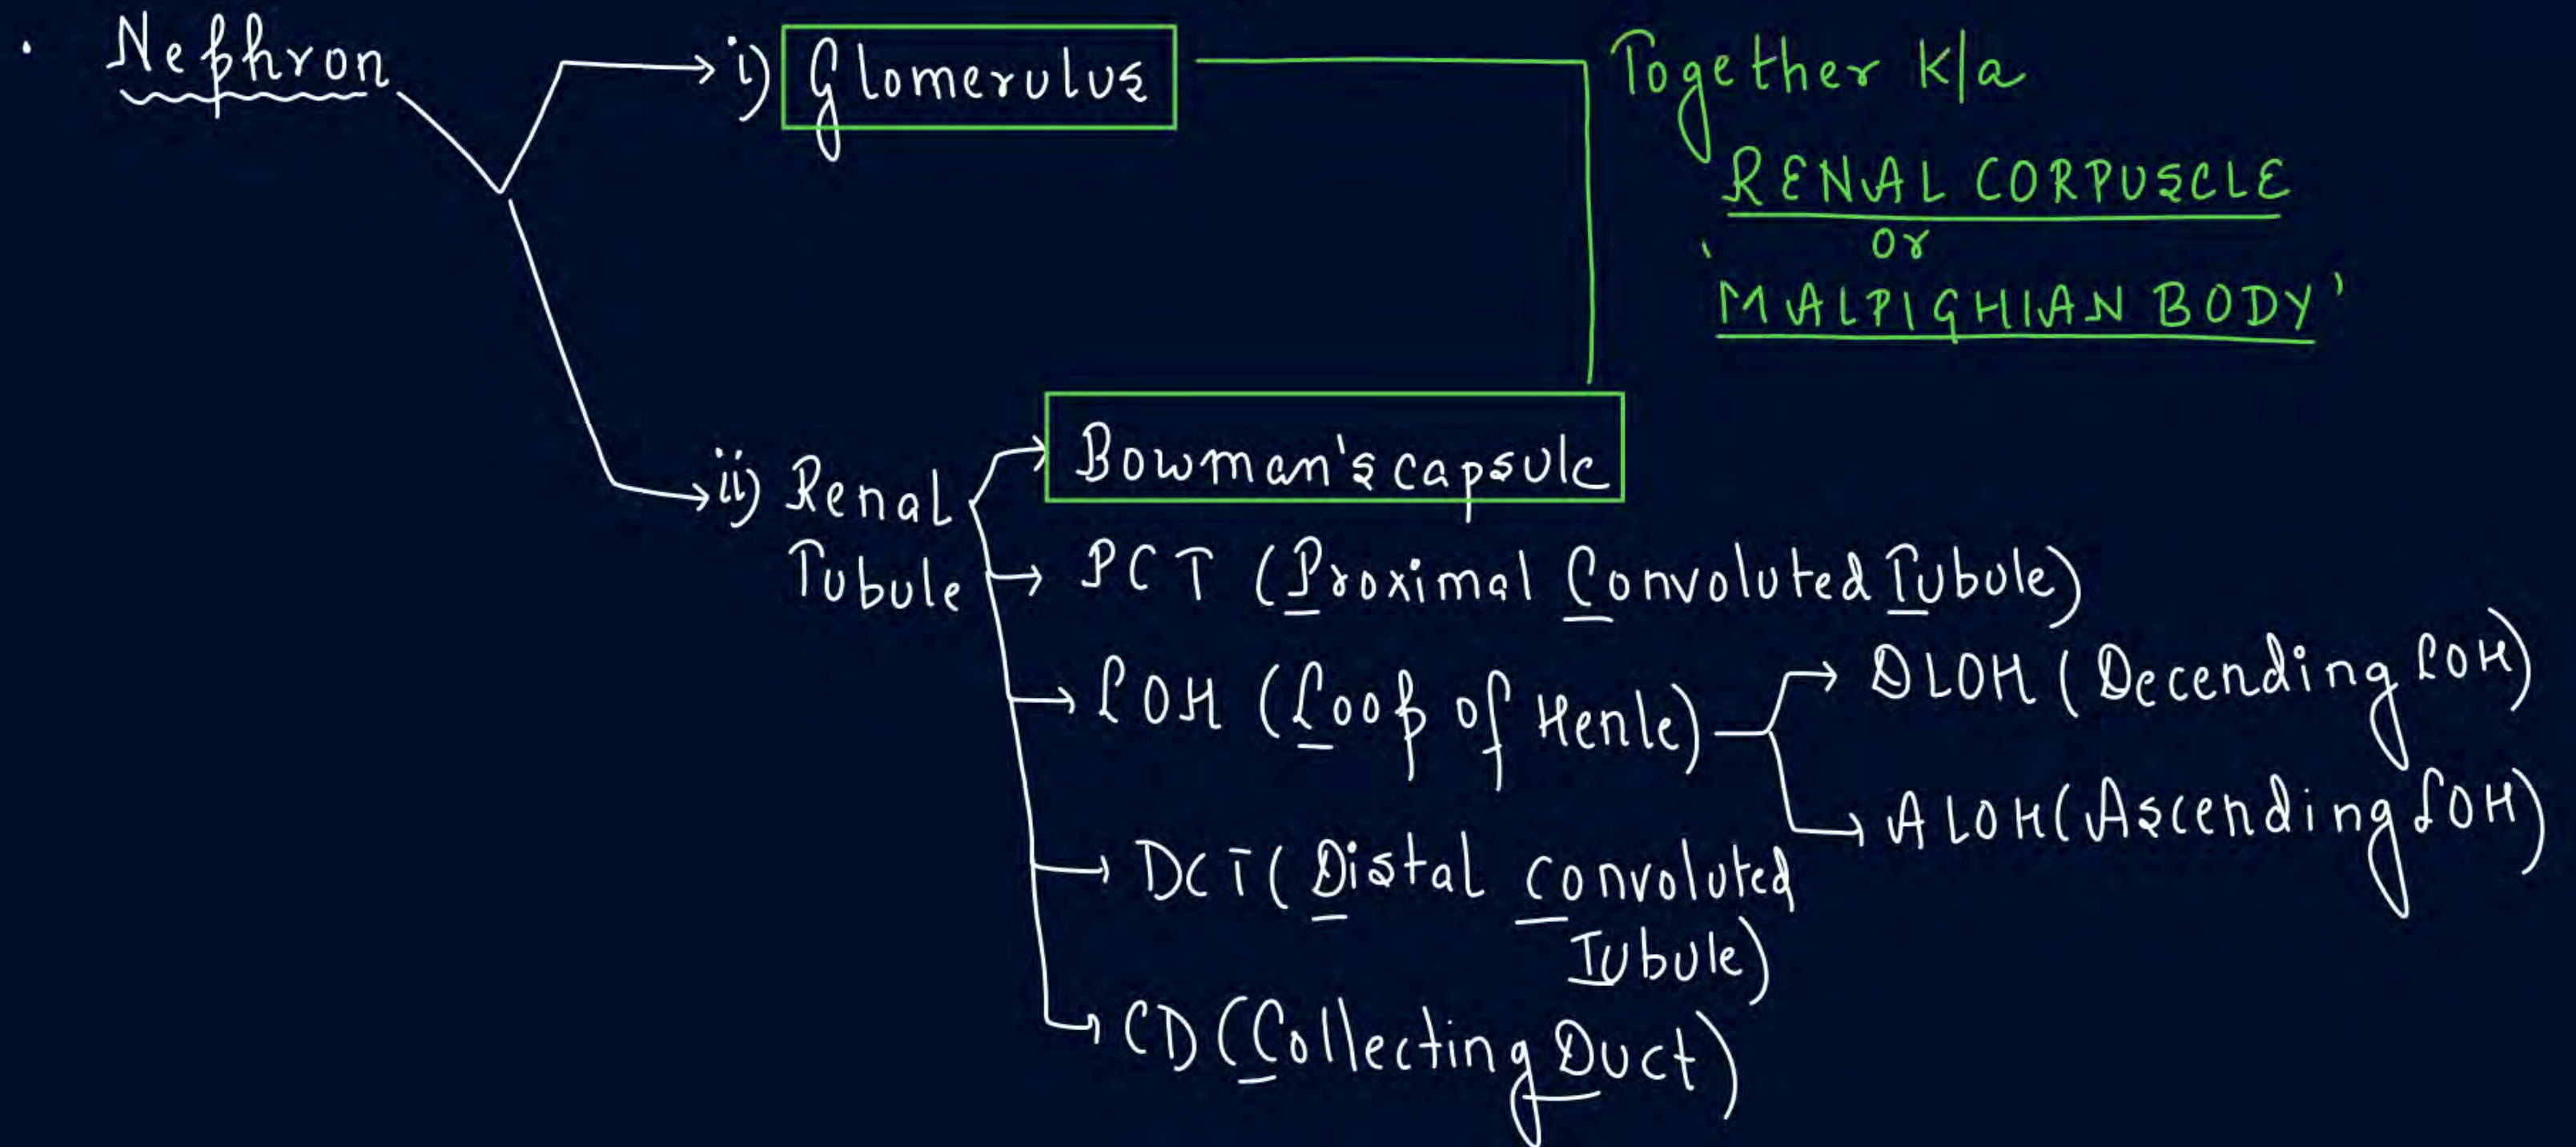 • Nephron
i) Glomerulus
Together K/a
RENAL CORPUSCLE
or
'MALPIGHIAN BODY'
ii) Renal
Tubule
Bowman's capsule
PCT (Proximal Convoluted Tubule)
LOH (Loop of Henle)
DLOH (Decending LOH)
ALOH (Ascending LOH)
DCT (Distal Convoluted
Tubule)
CD (Collecting Duct)